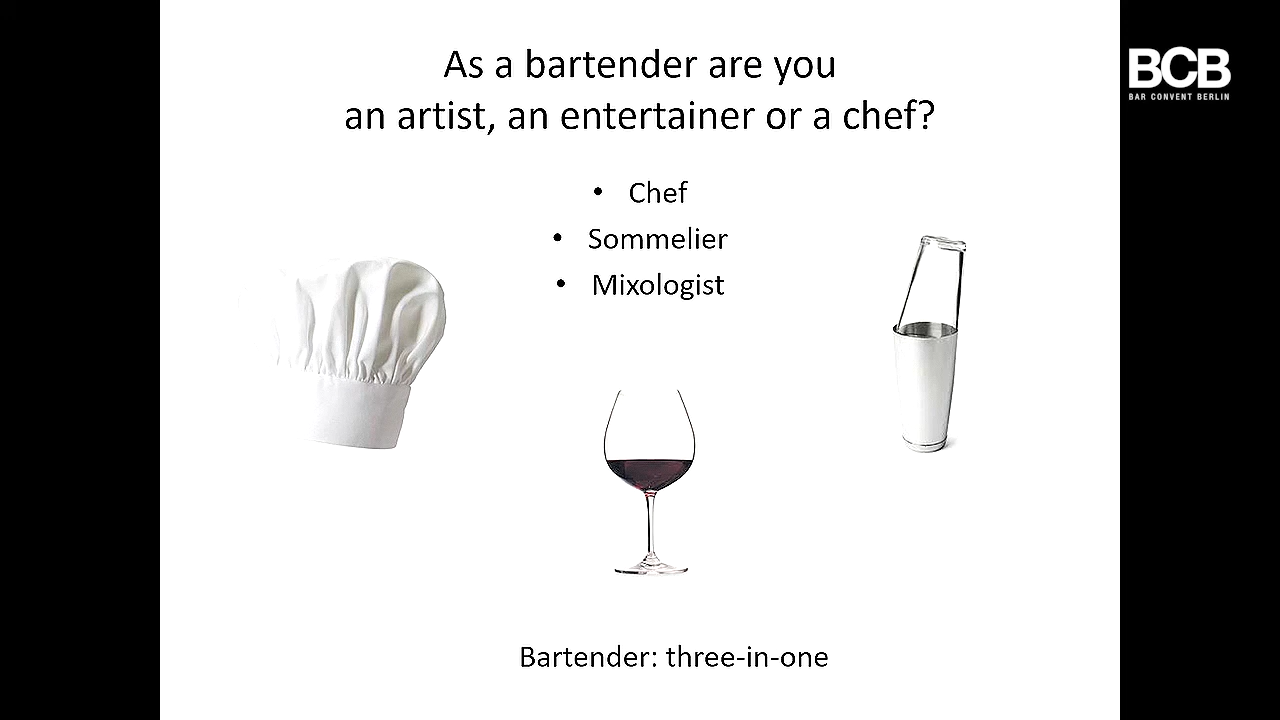 As a bartender are you
an artist, an entertainer or a chef?
• Chef
• Sommelier
• Mixologist
Bartender: three-in-one
BCB
BAR CONVENT BERLIN